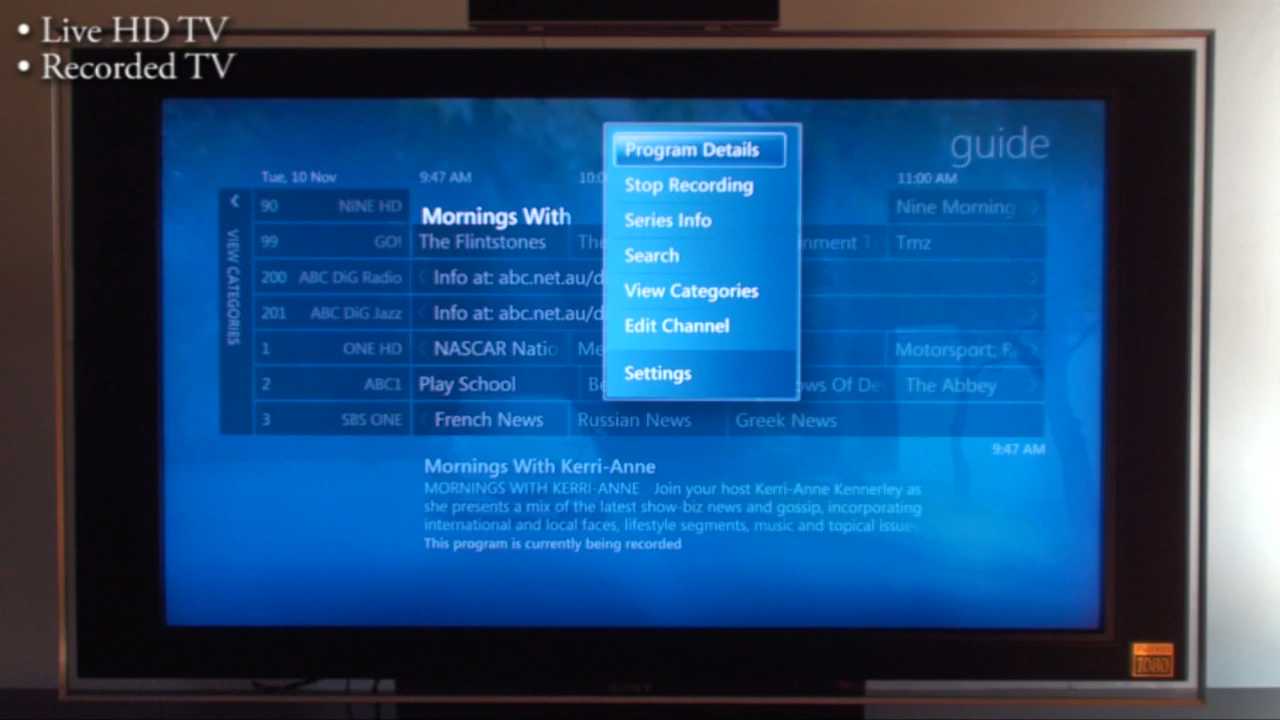 • Live HD TV
• Recorded TV
guide
Tue, 10 Nov 9:47 AM 11:00 AM
Program Details
Stop Recording
Series Info
Search
View Categories
Edit Channel
Settings
VIEW CATEGORIES
90 NINE HD Mornings With Nine Morning
99 GO! The Flintstones Tmz
200 ABC DiG Radio Info at: abc.net.au/d
201 ABC DiG Jazz Info at: abc.net.au/d
1 ONE HD NASCAR Natio Me Motorsport:
2 ABC1 Play School Be ows Of De The Abbey
3 SBS ONE French News Russian News Greek News
9:47 AM
Mornings With Kerri-Anne
MORNINGS WITH KERRI-ANNE Join your host Kerri-Anne Kennerley as
she presents a mix of the latest show-biz news and gossip, incorporating
international and local faces, lifestyle segments, music and topical issues
This program is currently being recorded
1080